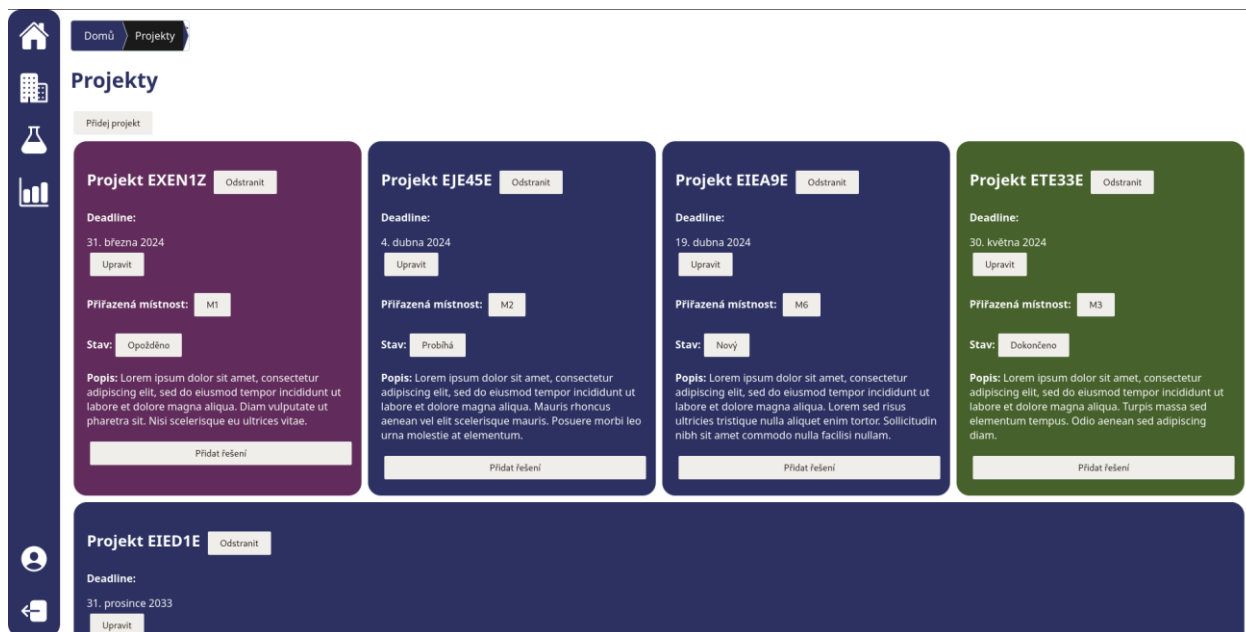 Domů
Projekty
Projekty
Přidej projekt
Projekt EXEN1Z
Odstranit
Deadline:
31. března 2024
Upravit
Přiřazená místnost:
M1
Stav:
Opožděno
Popis: Lorem ipsum dolor sit amet, consectetur
adipiscing elit, sed do eiusmod tempor incididunt ut
labore et dolore magna aliqua. Diam vulputate ut
pharetra sit. Nisi scelerisque eu ultrices vitae.
Přidat řešení
Projekt EJE45E
Odstranit
Deadline:
4. dubna 2024
Upravit
Přiřazená místnost:
M2
Stav:
Probíhá
Popis: Lorem ipsum dolor sit amet, consectetur
adipiscing elit, sed do eiusmod tempor incididunt ut
labore et dolore magna aliqua. Mauris rhoncus
aenean vel elit scelerisque mauris. Posuere morbi leo
urna molestie at elementum.
Přidat řešení
Projekt EIEA9E
Odstranit
Deadline:
19. dubna 2024
Upravit
Přiřazená místnost:
M6
Stav:
Nový
Popis: Lorem ipsum dolor sit amet, consectetur
adipiscing elit, sed do eiusmod tempor incididunt ut
labore et dolore magna aliqua. Lorem sed risus
ultricies tristique nulla aliquet enim tortor. Sollicitudin
nibh sit amet commodo nulla facilisi nullam.
Přidat řešení
Projekt ETE33E
Odstranit
Deadline:
30. května 2024
Upravit
Přiřazená místnost:
M3
Stav:
Dokončeno
Popis: Lorem ipsum dolor sit amet, consectetur
adipiscing elit, sed do eiusmod tempor incididunt ut
labore et dolore magna aliqua. Turpis massa sed
elementum tempus. Odio aenean sed adipiscing
diam.
Přidat řešení
Projekt EIED1E
Odstranit
Deadline:
31. prosince 2033
Upravit